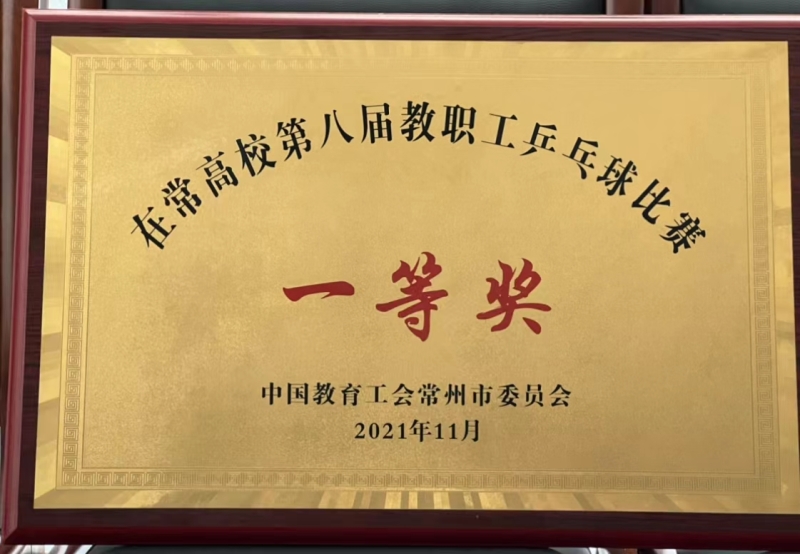 在常高校第八届教职工乒乓球比赛
一等奖
中国教育工会常州市委员会
2021年11月